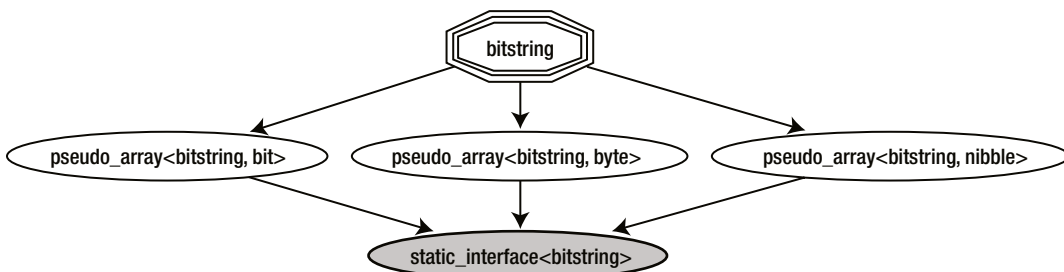 bitstring
pseudo_array<bitstring, bit>
pseudo_array<bitstring, byte>
pseudo_array<bitstring, nibble>
static_interface<bitstring>